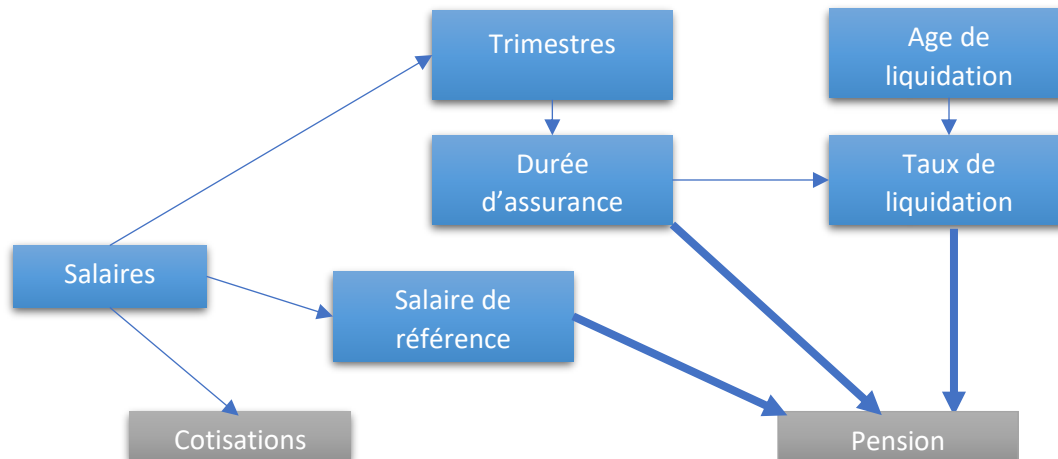 Trimestres
Age de
liquidation
Durée
d’assurance
Taux de
liquidation
Salaires
Salaire de
référence
Cotisations
Pension